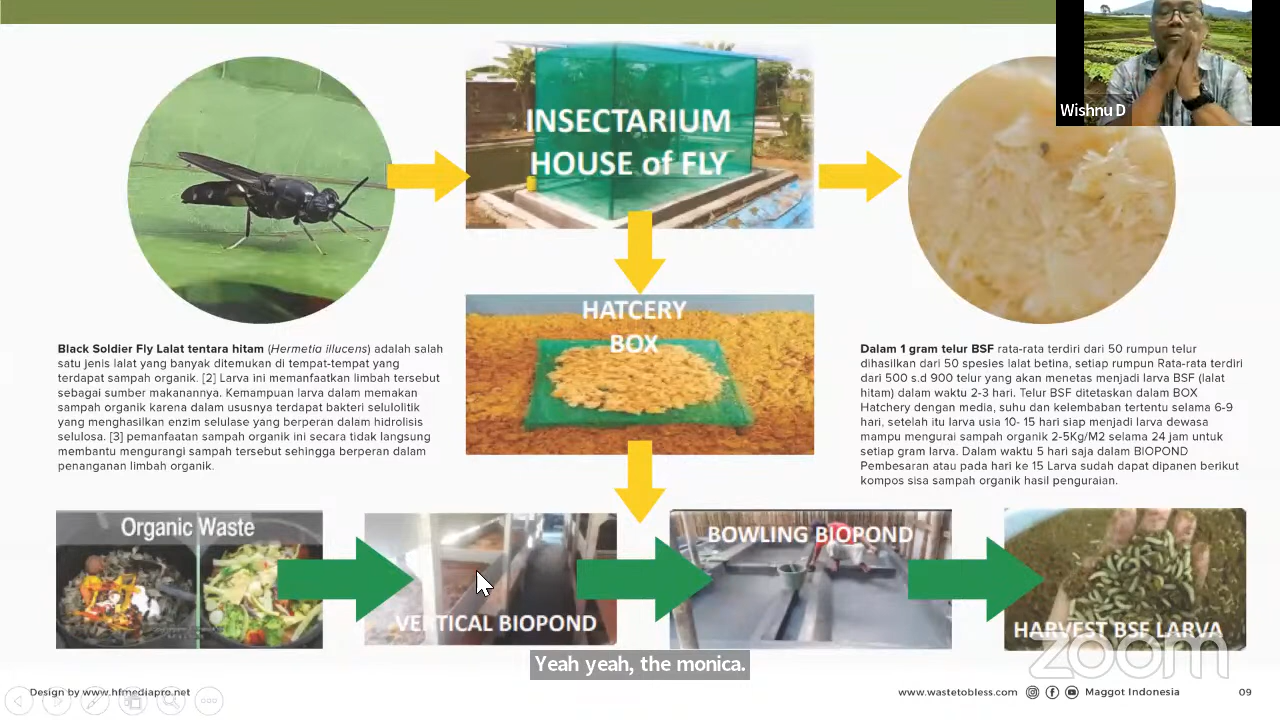 Wishnu D
INSECTARIUM
HOUSE of FLY
HATCERY
BOX
Black Soldier Fly Lalat tentara hitam (Hermetia illucens) adalah salah
satu jenis lalat yang banyak ditemukan di tempat-tempat yang
terdapat sampah organik. [2] Larva ini memanfaatkan limbah tersebut
sebagai sumber makanannya. Kemampuan larva dalam memakan
sampah organik karena dalam ususnya terdapat bakteri selulolitik
yang menghasilkan enzim selulase yang berperan dalam hidrolisis
selulosa. [3] pemanfaatan sampah organik ini secara tidak langsung
membantu mengurangi sampah tersebut sehingga berperan dalam
penanganan limbah organik.
Dalam 1 gram telur BSF rata-rata terdiri dari 50 rumpun telur
dihasilkan dari 50 spesies lalat betina, setiap rumpun Rata-rata terdiri
dari 500 s.d 900 telur yang akan menetas menjadi larva BSF (lalat
hitam) dalam waktu 2-3 hari. Telur BSF ditetaskan dalam BOX
Hatchery dengan media, suhu dan kelembaban tertentu selama 6-9
hari, setelah itu larva usia 10- 15 hari siap menjadi larva dewasa
mampu mengurai sampah organik 2-5Kg/M2 selama 24 jam untuk
setiap gram larva. Dalam waktu 5 hari saja dalam BIOPOND
Pembesaran atau pada hari ke 15 Larva sudah dapat dipanen berikut
kompos sisa sampah organik hasil penguraian.
Organic Waste
VERTICAL BIOPOND
BOWLING BIOPOND
HARVEST BSF LARVA
zoom
Yeah yeah, the monica.
Design by www.hfmediapro.net
www.wastetobless.com
Maggot Indonesia
09